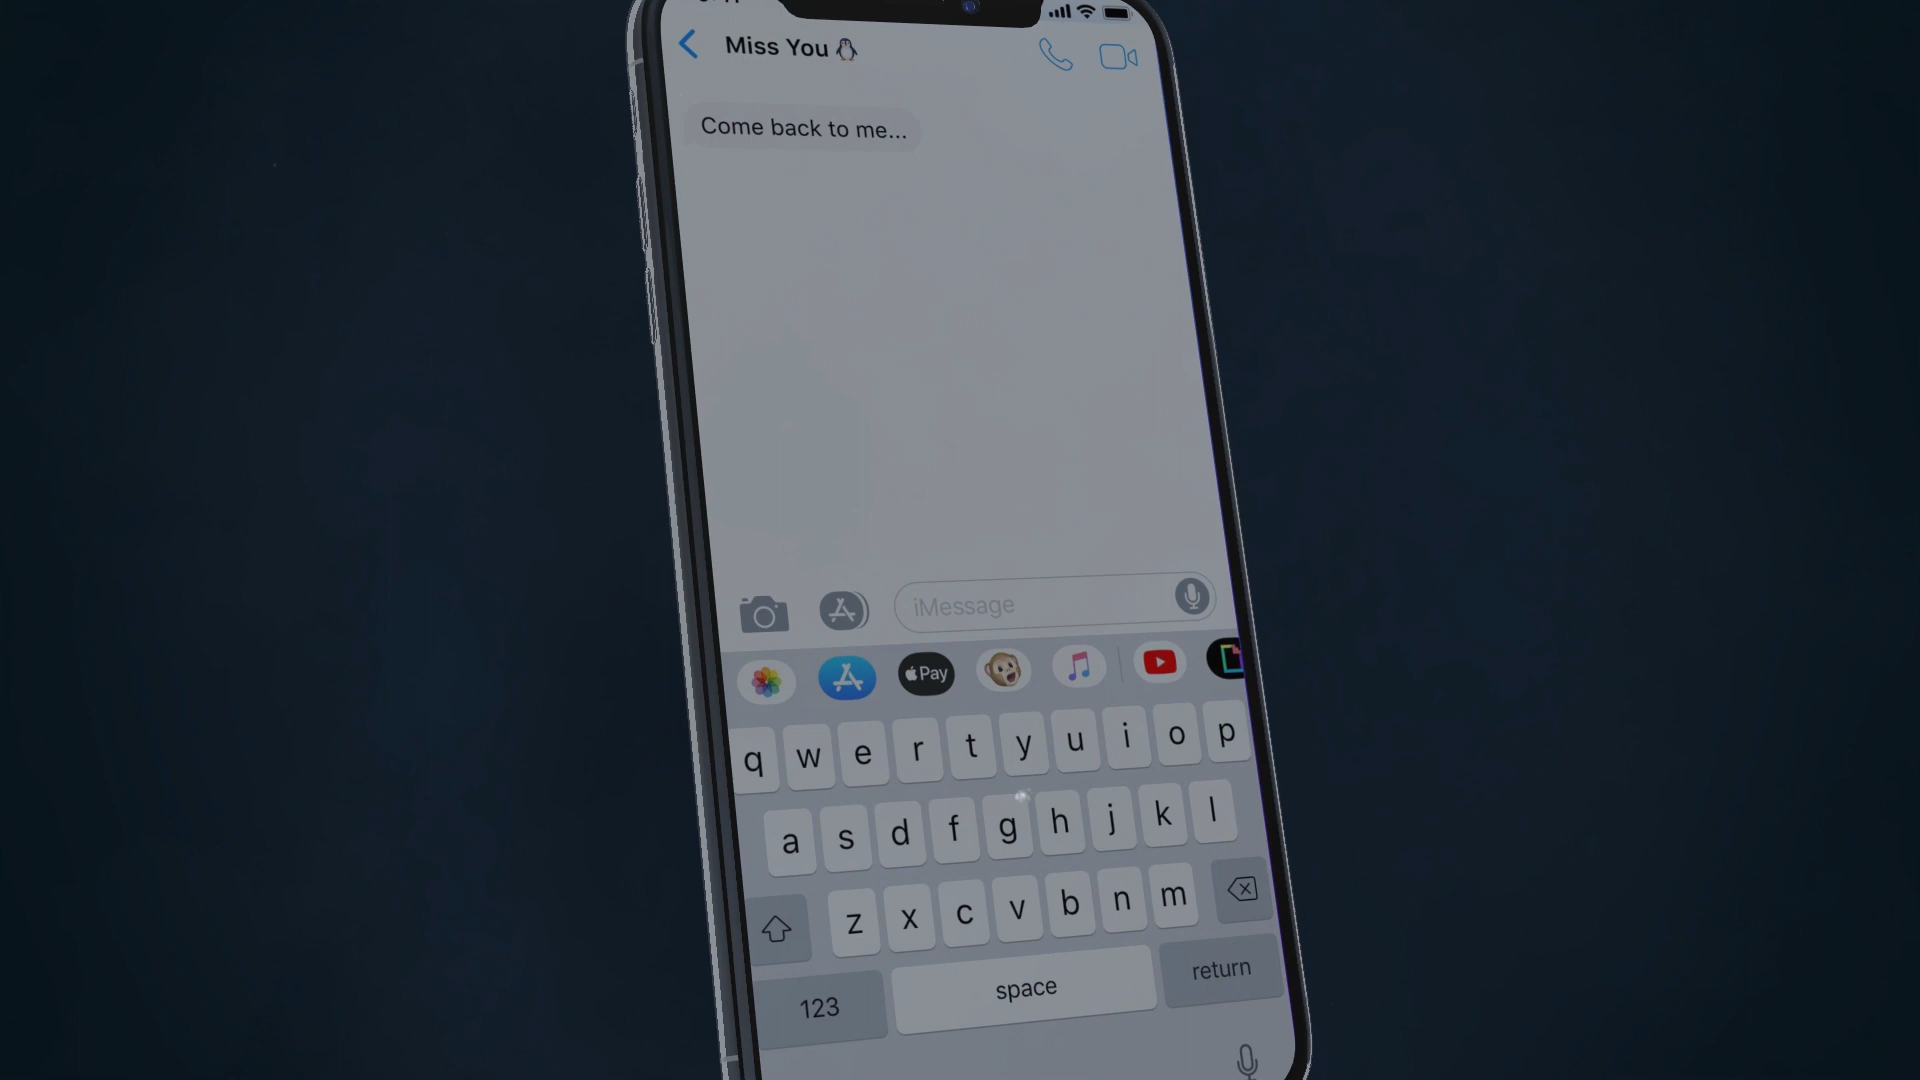 Miss You
Come back to me...
iMessage
Pay
q w e r t y u i o p
a s d f g h j k l
z x c v b n m
123 space return